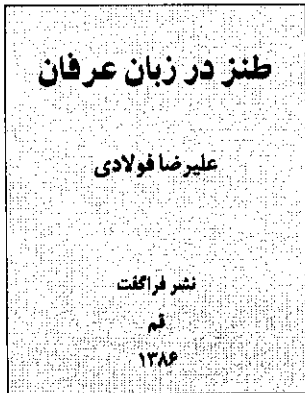 طنز در زبان عرفان
علیرضا فولادی
نشر فراگفت
قم
۱۳۸۶